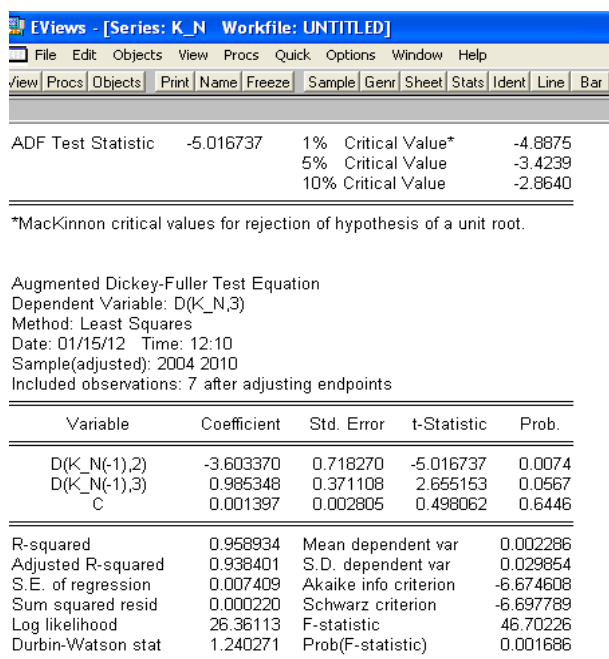 EViews - [Series: K_N Workfile: UNTITLED]
File Edit Objects View Procs Quick Options Window Help
View Procs Objects Print Name Freeze Sample Genr Sheet Stats Ident Line Bar
ADF Test Statistic -5.016737 1% Critical Value* -4.8875
5% Critical Value -3.4239
10% Critical Value -2.8640
*MacKinnon critical values for rejection of hypothesis of a unit root.
Augmented Dickey-Fuller Test Equation
Dependent Variable: D(K_N,3)
Method: Least Squares
Date: 01/15/12 Time: 12:10
Sample(adjusted): 2004 2010
Included observations: 7 after adjusting endpoints
Variable Coefficient Std. Error t-Statistic Prob.
D(K_N(-1),2) -3.603370 0.718270 -5.016737 0.0074
D(K_N(-1),3) 0.985348 0.371108 2.655153 0.0567
C 0.001397 0.002805 0.498062 0.6446
R-squared 0.958934 Mean dependent var 0.002286
Adjusted R-squared 0.938401 S.D. dependent var 0.029854
S.E. of regression 0.007409 Akaike info criterion -6.674608
Sum squared resid 0.000220 Schwarz criterion -6.697789
Log likelihood 26.36113 F-statistic 46.70226
Durbin-Watson stat 1.240271 Prob(F-statistic) 0.001686